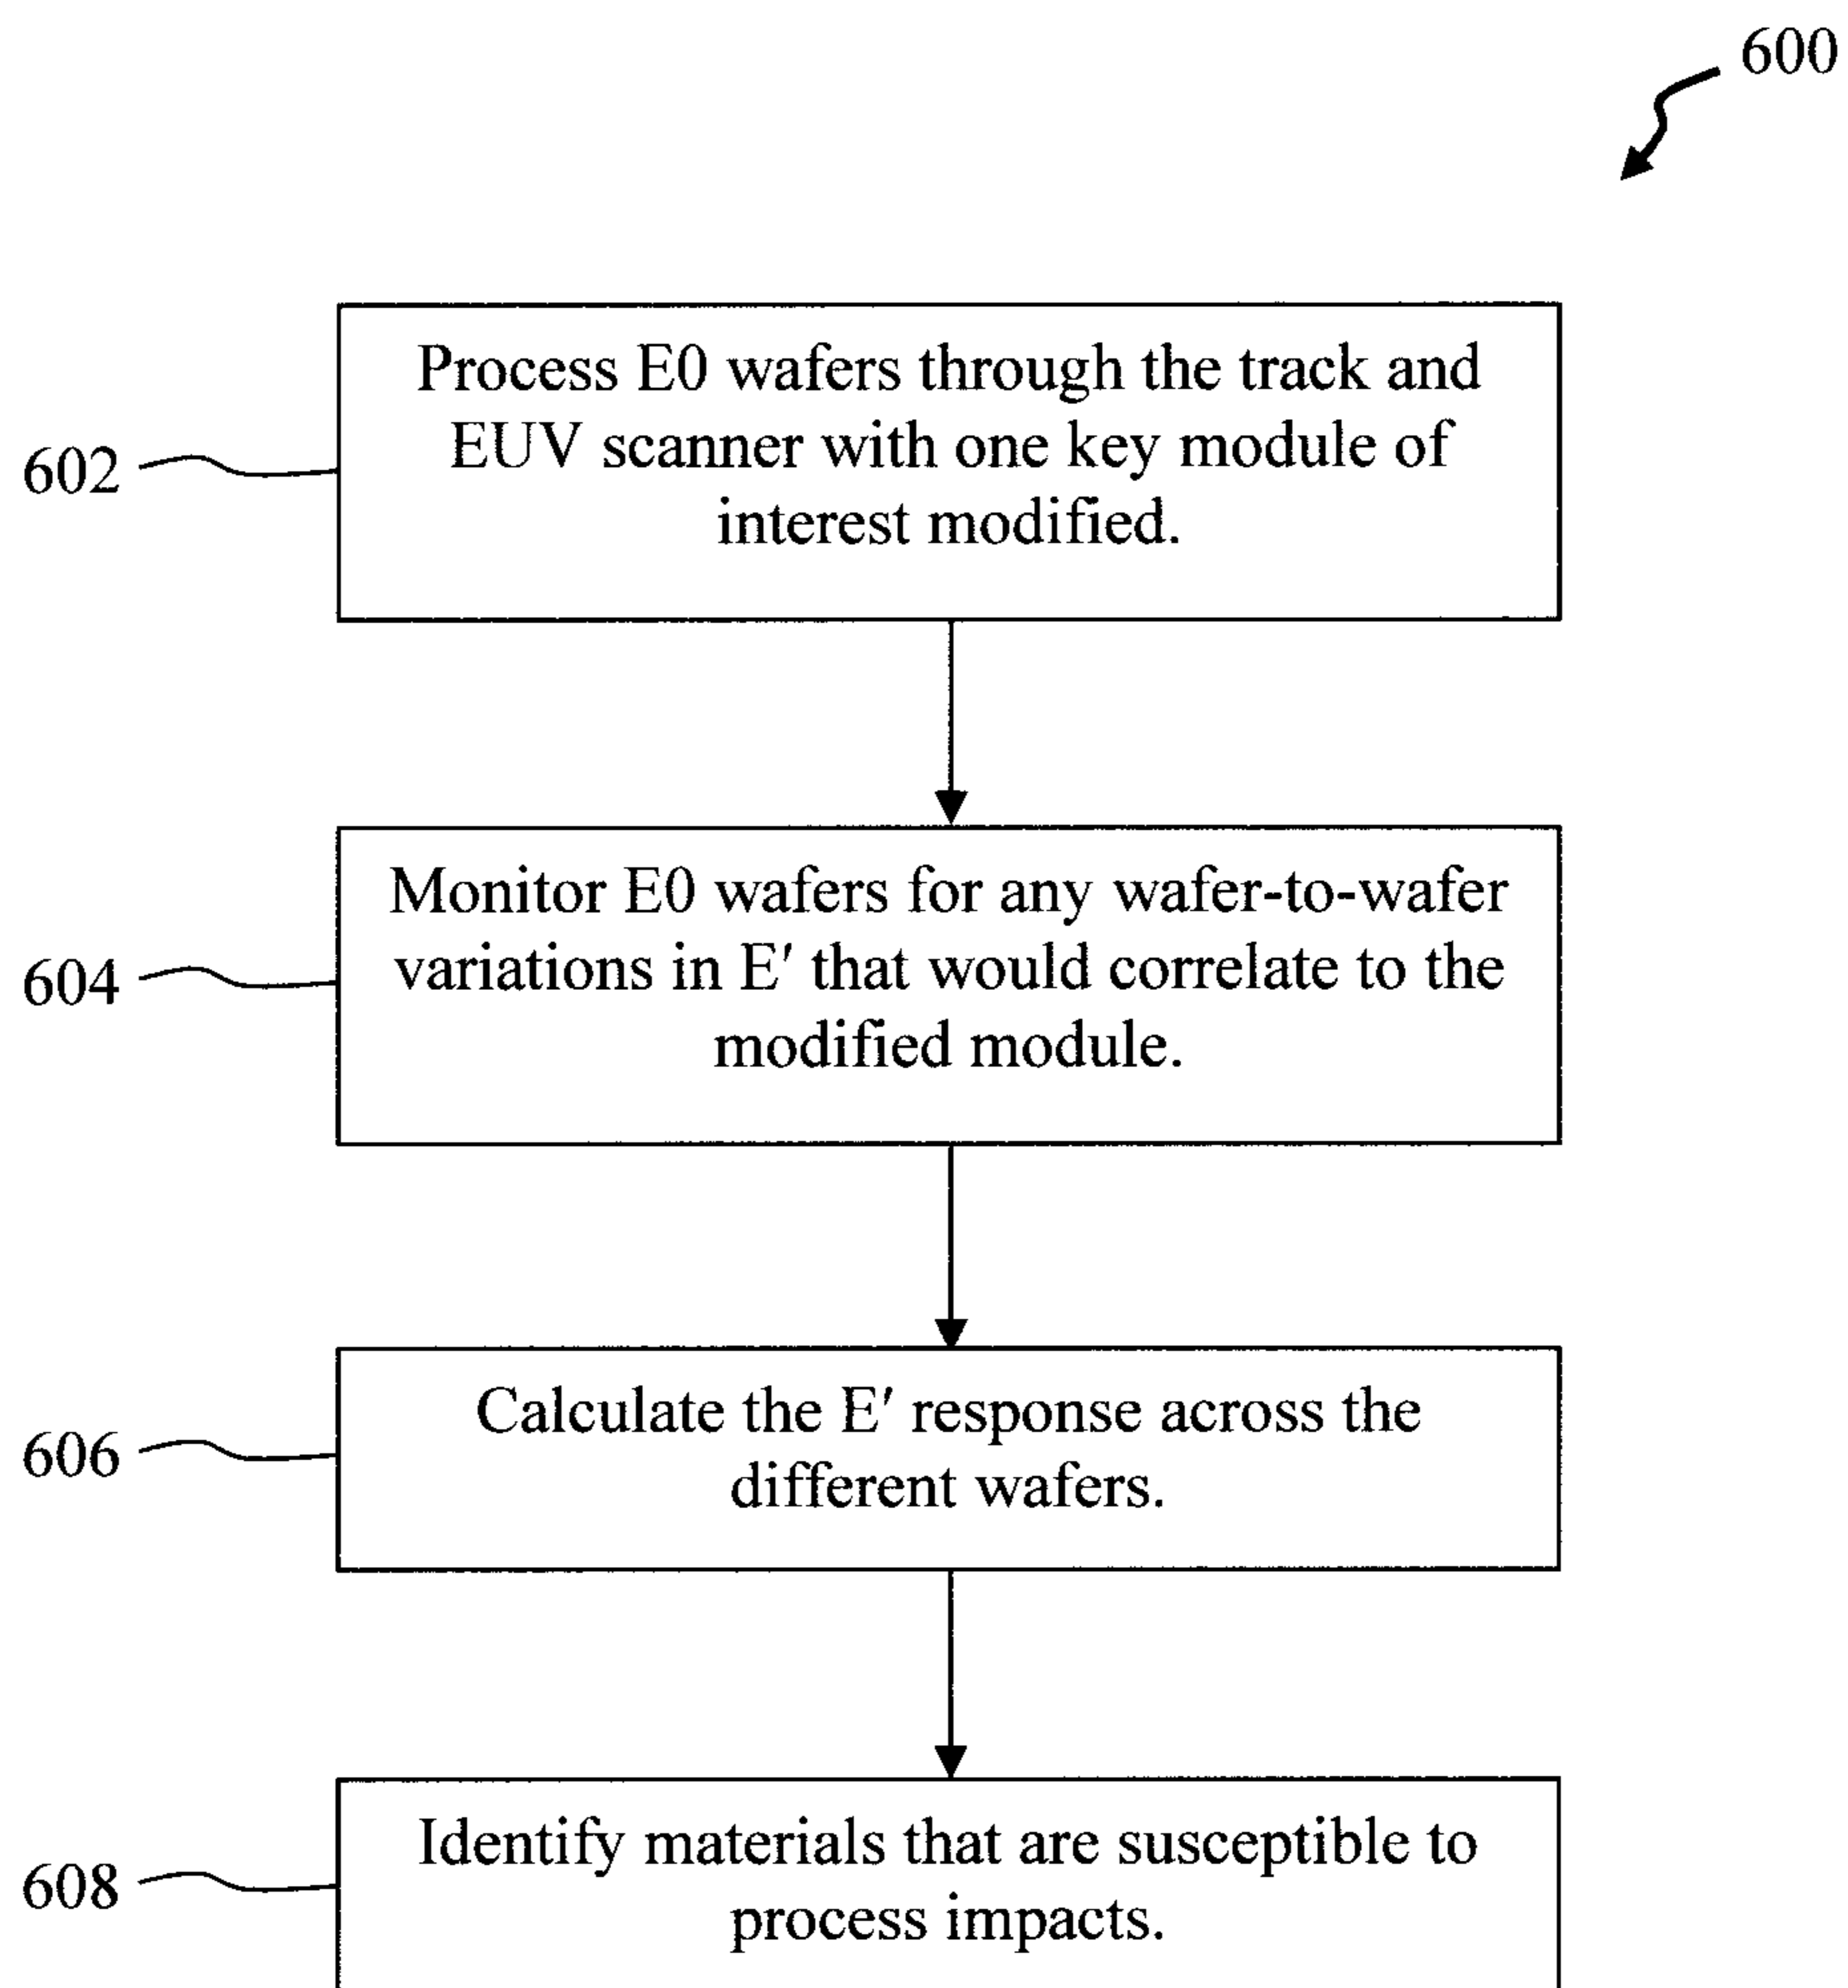 600
Process E0 wafers through the track and
EUV scanner with one key module of
interest modified.
602
Monitor E0 wafers for any wafer-to-wafer
variations in E′ that would correlate to the
modified module.
604
Calculate the E′ response across the
different wafers.
606
Identify materials that are susceptible to
process impacts.
608